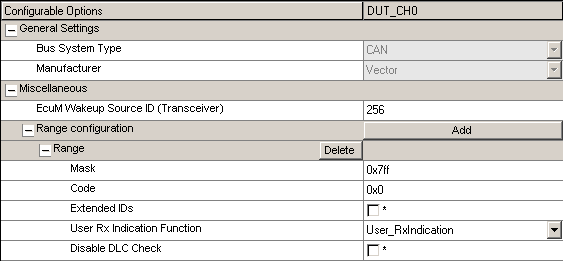 Configurable Options DUT_CH0
General Settings
Bus System Type CAN
Manufacturer Vector
Miscellaneous
EcuM Wakeup Source ID (Transceiver) 256
Range configuration Add
Range Delete
Mask 0x7ff
Code 0x0
Extended IDs *
User Rx Indication Function User_RxIndication
Disable DLC Check *